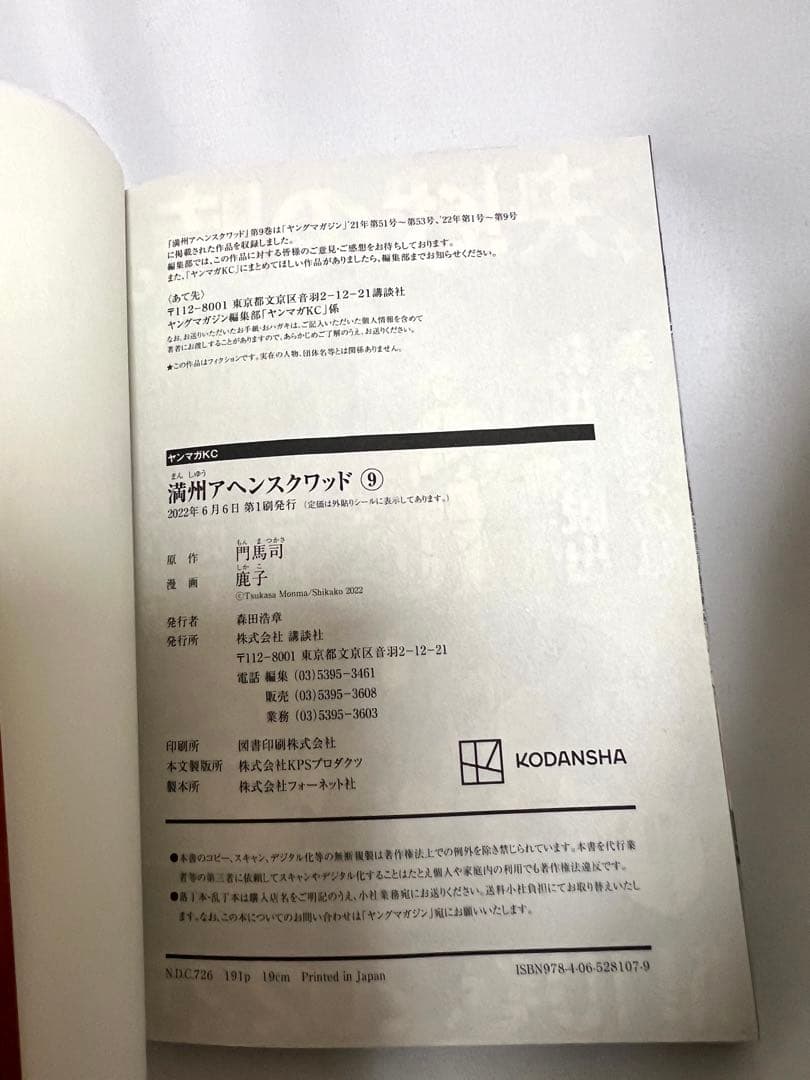 『満州アヘンスクワッド』第9巻は「ヤングマガジン」'21年第51号〜第53号、'22年第1号〜第9号
に掲載された作品を収録しました。
編集部では、この作品に対する皆様のご意見・ご感想をお待ちしております。
また、「ヤンマガKC」にまとめてほしい作品がありましたら、編集部までお知らせください。
〈あて先〉
〒112-8001 東京都文京区音羽2-12-21講談社
ヤングマガジン編集部「ヤンマガKC」係
なお、お送りいただいたお手紙・おハガキは、ご記入いただいた個人情報を含めて
著者にお渡しすることがありますので、あらかじめご了解のうえ、お送りください。
★この作品はフィクションです。実在の人物、団体名等とは関係ありません。
ヤンマガKC
まんしゅう
満州アヘンスクワッド ⑨
2022年6月6日 第1刷発行 (定価は外貼りシールに表示してあります。)
もんまつかさ
原作 門馬司
しかこ
漫画 鹿子
©Tsukasa Monma/Shikako 2022
発行者 森田浩章
発行所 株式会社 講談社
〒112-8001 東京都文京区音羽2-12-21
電話 編集 (03)5395-3461
販売 (03)5395-3608
業務 (03)5395-3603
印刷所 図書印刷株式会社
本文製版所 株式会社KPSプロダクツ
製本所 株式会社フォーネット社
KODANSHA
●本書のコピー、スキャン、デジタル化等の無断複製は著作権法上での例外を除き禁じられています。本書を代行業
者等の第三者に依頼してスキャンやデジタル化することはたとえ個人や家庭内の利用でも著作権法違反です。
●落丁本・乱丁本は購入店名をご明記のうえ、小社業務宛にお送りください。送料小社負担にてお取り替えいたし
ます。なお、この本についてのお問い合わせは「ヤングマガジン」宛にお願いいたします。
N.D.C.726 191p 19cm Printed in Japan
ISBN978-4-06-528107-9